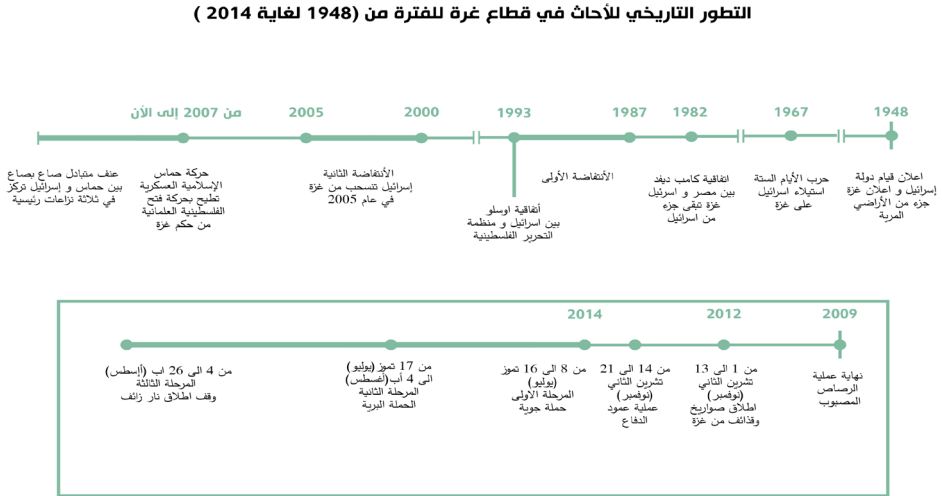 التطور التاريخي للأحاث في قطاع غرة للفترة من (1948 لغاية 2014 )
1948
1967
1982
1987
1993
2000
2005
من 2007 إلى الأن
اعلان قيام دولة
إسرائيل و اعلان غزة
جزء من الأراضي
المرية
حرب الأيام الستة
استيلاء اسرائيل
على غزة
اتفاقية كامب ديفد
بين مصر و اسرئيل
غزة تبقى جزء
من اسرائيل
الأنتفاضة الأولى
أتفاقية اوسلو
بين اسرائيل و منظمة
التحرير الفلسطينية
الأنتفاضة الثانية
إسرائيل تنسحب من غزة
في عام 2005
حركة حماس
الإسلامية العسكرية
تطيح بحركة فتح
الفلسطينية العلمانية
من حكم غزة
عنف متبادل صاع بصاع
بين حماس و إسرائيل تركز
في ثلاثة نزاعات رئيسية
2009
2012
2014
نهاية عملية
الرصاص
المصبوب
من 1 الى 13
تشرين الثاني
(نوفمبر)
اطلاق صواريخ
وقذائف من غزة
من 14 الى 21
تشرين الثاني
(نوفمبر)
عملية عمود
الدفاع
من 8 الى 16 تموز
(يوليو)
المرحلة الاولى
حملة جوية
من 17 تموز(يوليو)
الى 4 أب(أغسطس)
المرحلة الثانية
الحملة البرية
من 4 الى 26 اب (أإسطس)
المرحلة الثالثة
وقف اطلاق نار زائف